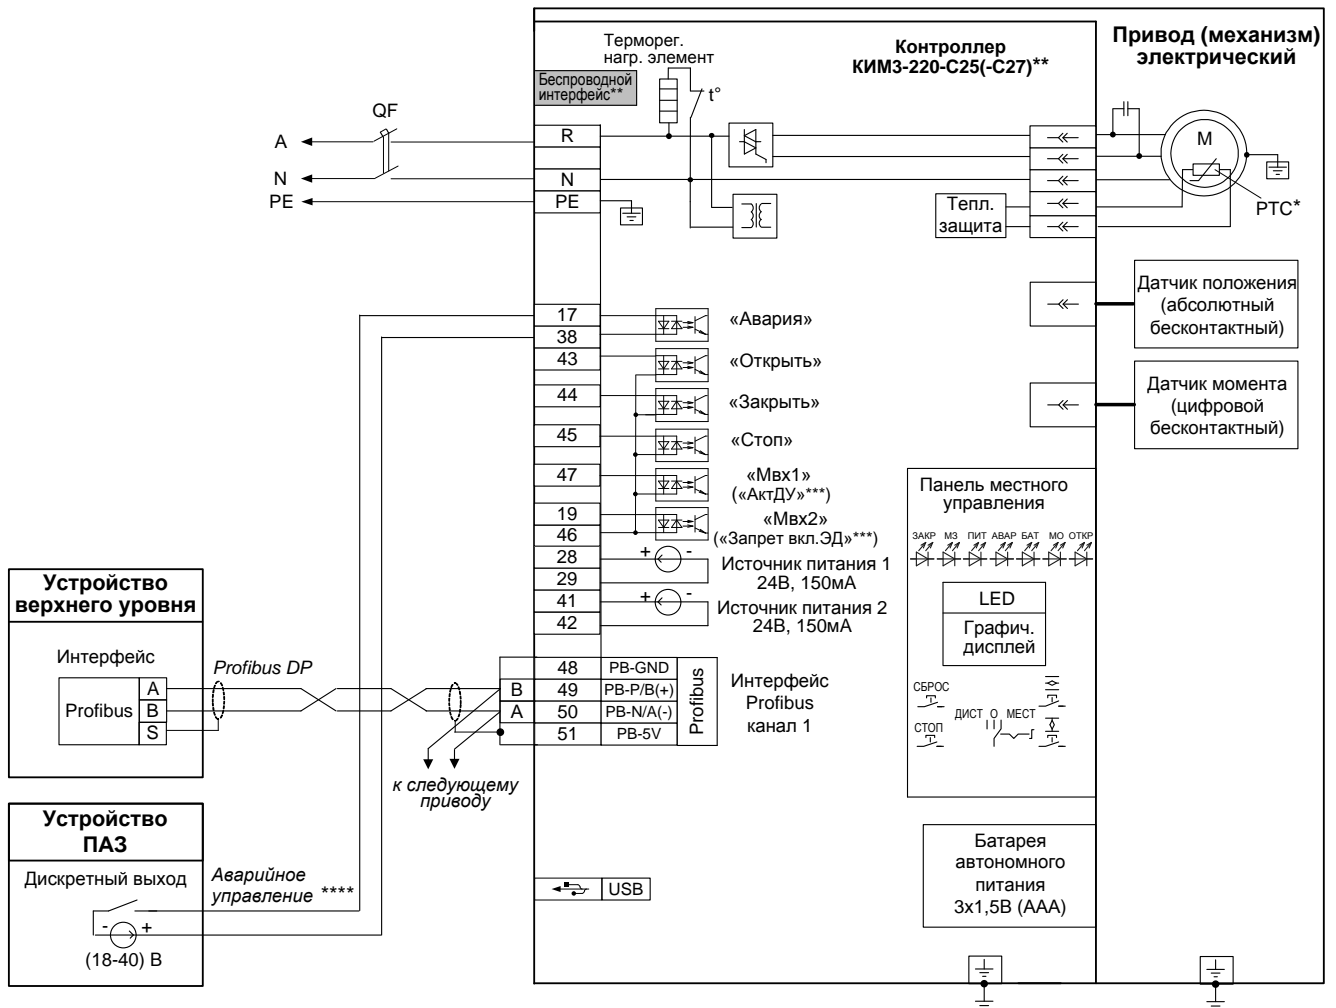 Привод (механизм)
электрический
Контроллер
КИМ3-220-С25(-С27)**
Терморег.
нагр. элемент
Беспроводной
интерфейс**
t°
QF
A
R
N
N
PE
PE
M
PTC*
Тепл.
защита
Датчик положения
(абсолютный
бесконтактный)
Датчик момента
(цифровой
бесконтактный)
17
«Авария»
38
43
«Открыть»
44
«Закрыть»
45
«Стоп»
47
«Мвх1»
(«АктДУ»***)
19
«Мвх2»
46
(«Запрет вкл.ЭД»***)
28
+ -
Источник питания 1
29
24В, 150мА
41
+ -
Источник питания 2
42
24В, 150мА
Панель местного
управления
ЗАКР МЗ ПИТ АВАР БАТ МО ОТКР
LED
Графич.
дисплей
СБРОС
СТОП
ДИСТ О МЕСТ
Устройство
верхнего уровня
Интерфейс
Profibus
A
B
S
Profibus DP
B
A
48 PB-GND
49 PB-P/B(+)
50 PB-N/A(-)
51 PB-5V
Profibus
Интерфейс
Profibus
канал 1
к следующему
приводу
Устройство
ПАЗ
Дискретный выход
- +
(18-40) В
Аварийное
управление ****
USB
Батарея
автономного
питания
3х1,5В (ААА)